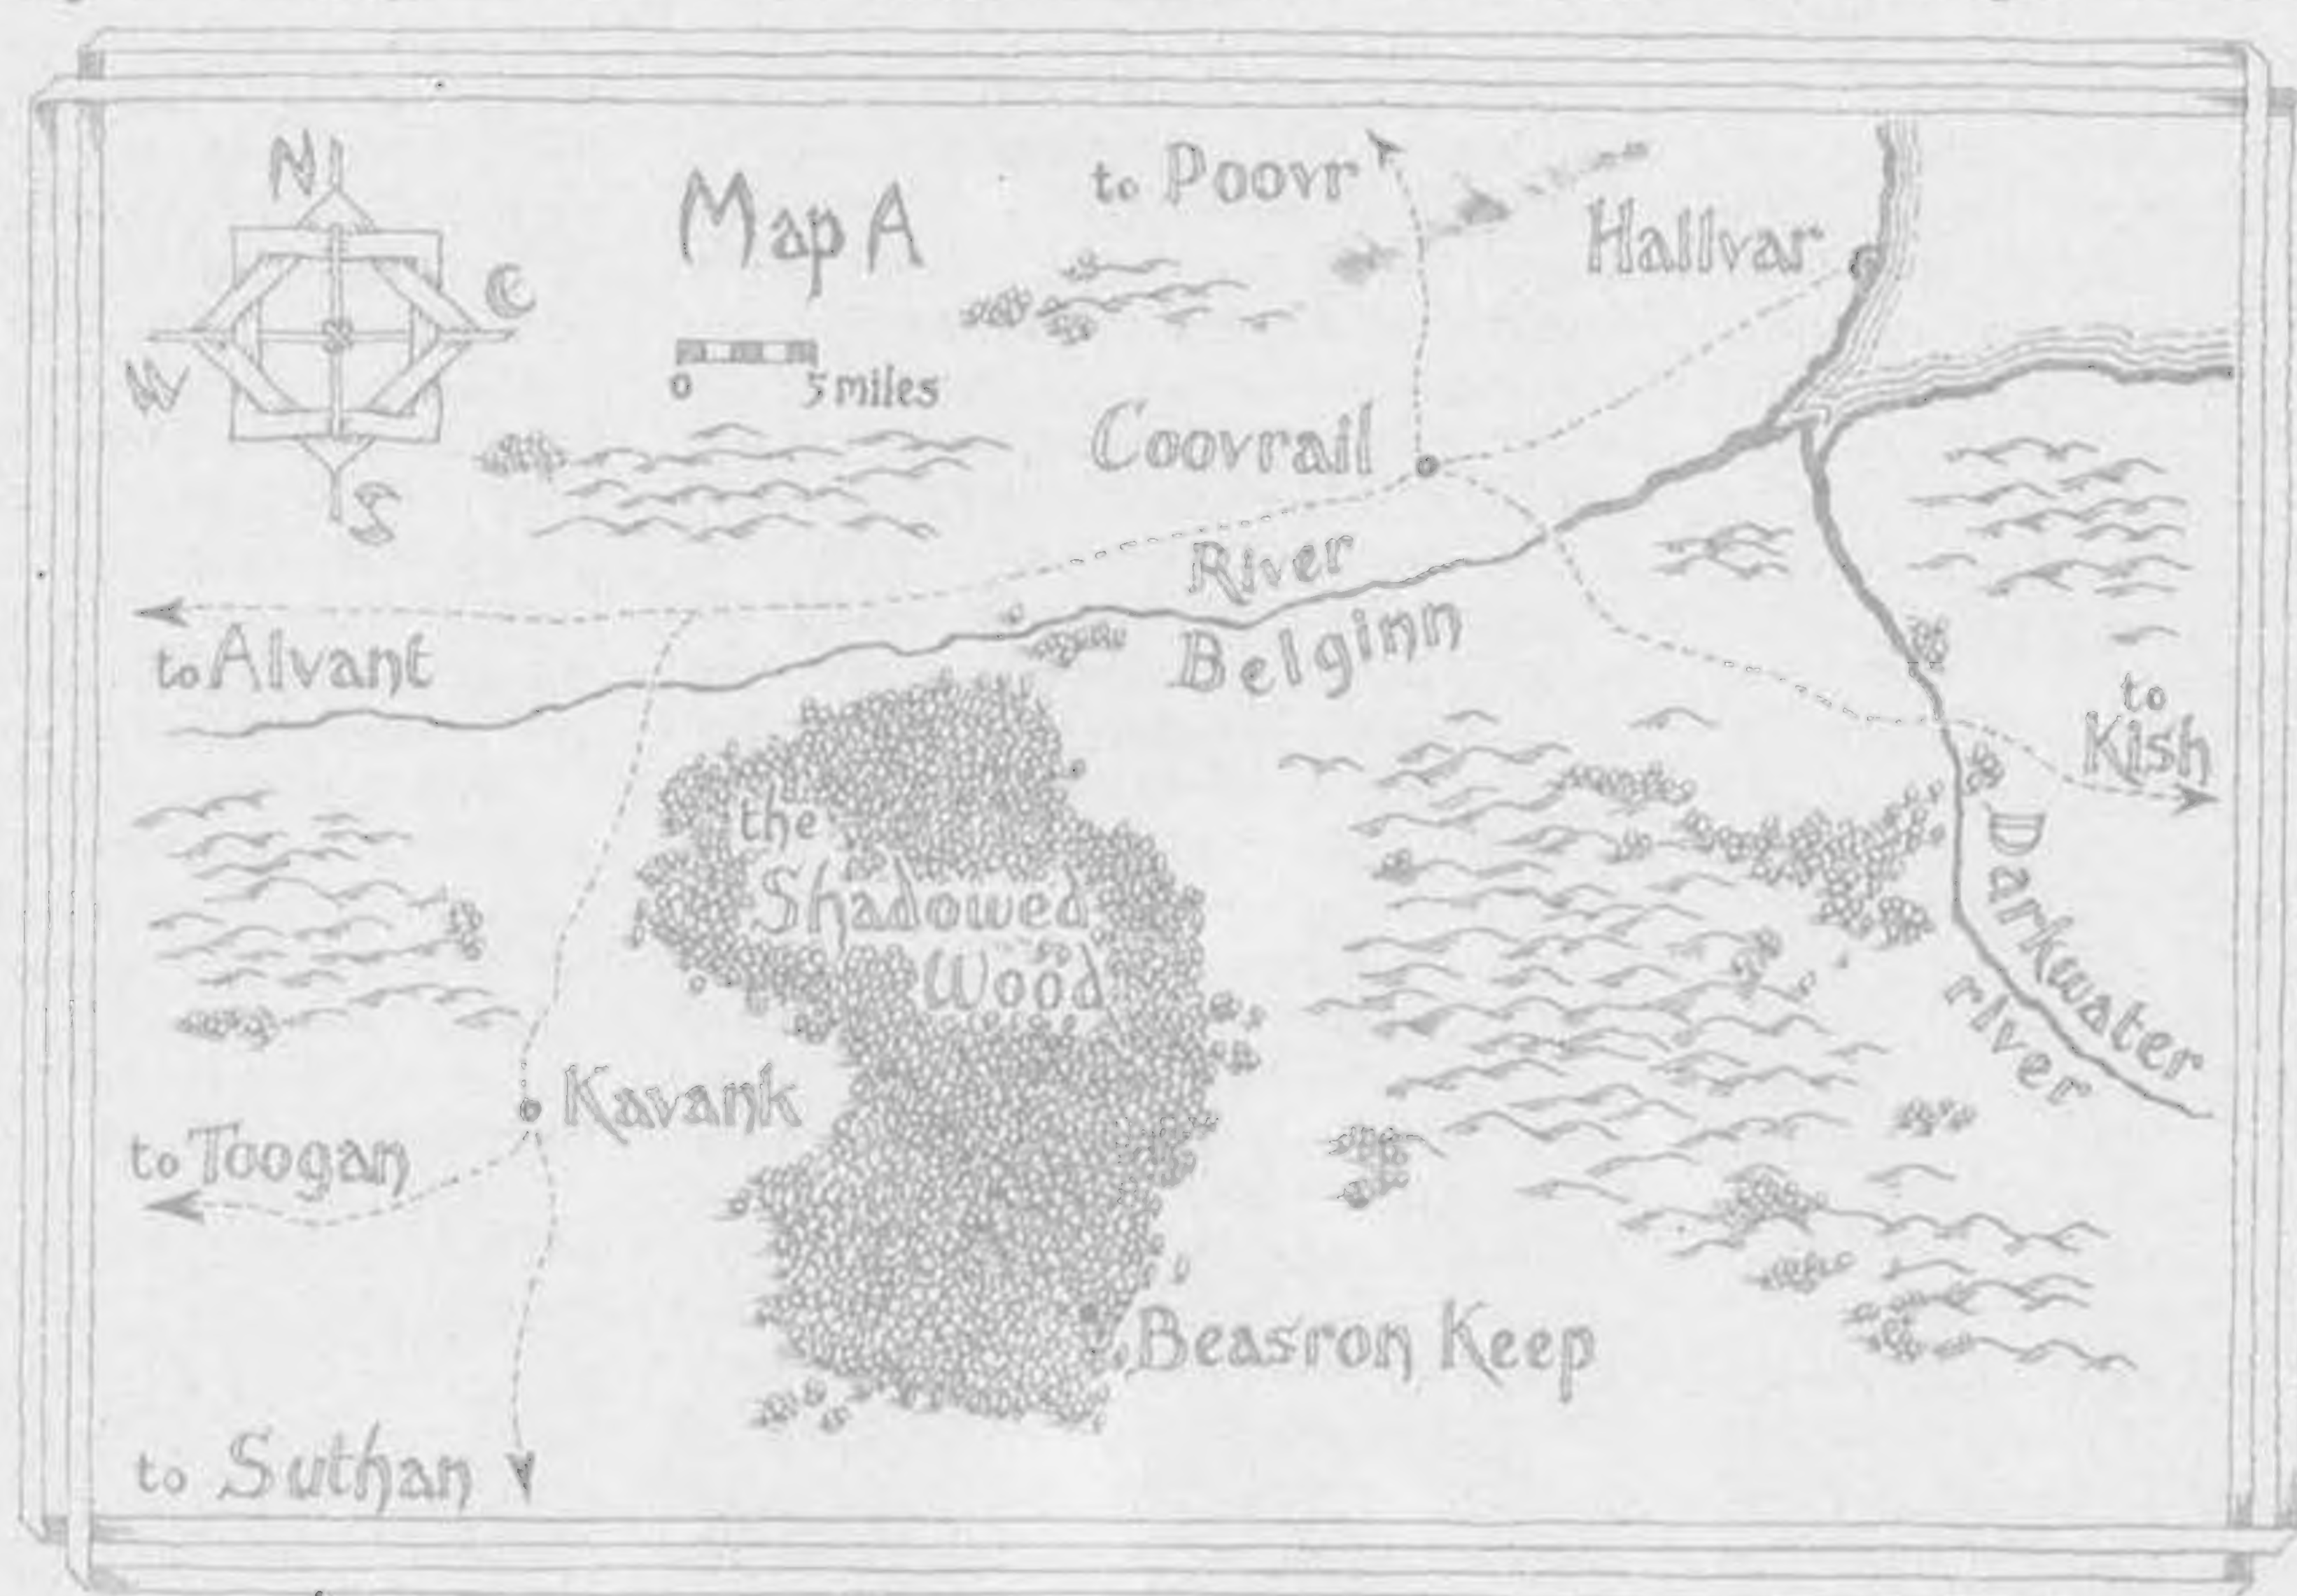 N
Map A
to Poovr
Hallvar
E
W
0 5 miles
Coovrail
S
River
Belginn
to Alvant
to
Kish
the
Shadowed
Wood
Darkwater
river
Kavank
to Toogan
Beasron Keep
to Suthan